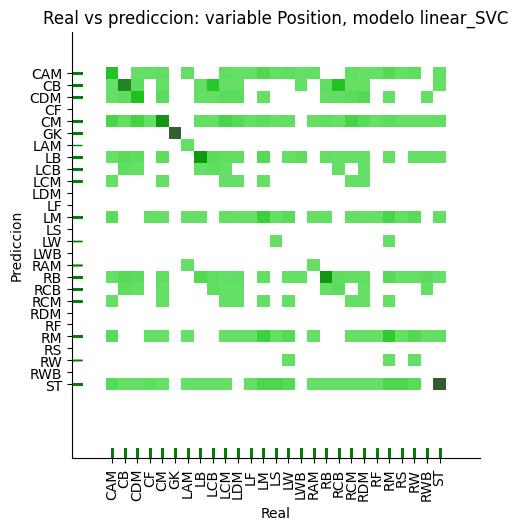 Real vs prediccion: variable Position, modelo linear_SVC
CAM
CB
CDM
CF
CM
GK
LAM
LB
LCB
LCM
LDM
LF
LM
LS
LW
LWB
RAM
RB
RCB
RCM
RDM
RF
RM
RS
RW
RWB
ST
Prediccion
CAM
CB
CDM
CF
CM
GK
LAM
LB
LCB
LCM
LDM
LF
LM
LS
LW
LWB
RAM
RB
RCB
RCM
RDM
RF
RM
RS
RW
RWB
ST
Real